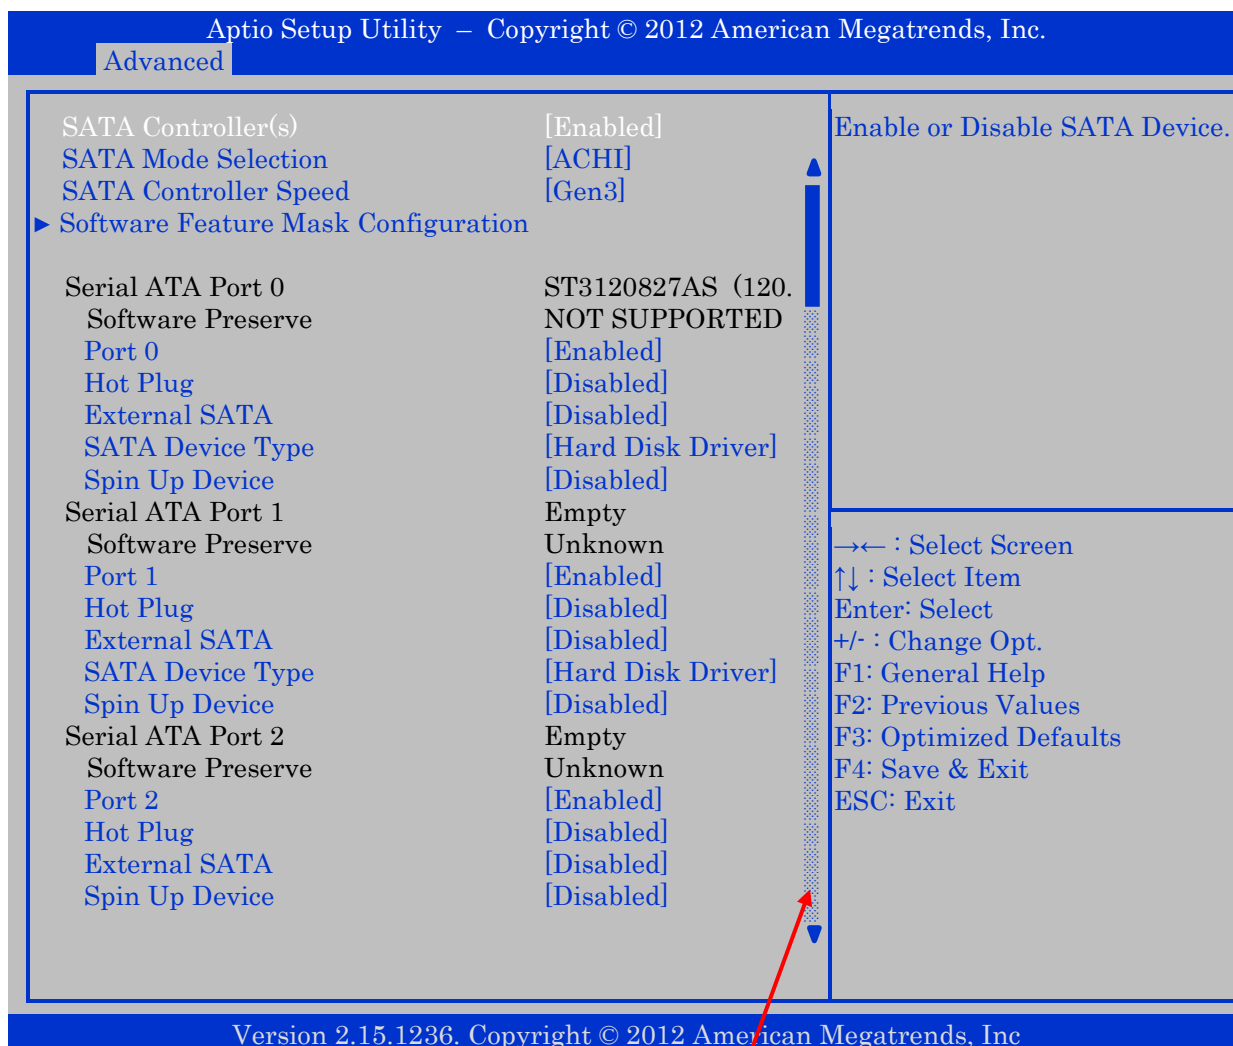 Aptio Setup Utility – Copyright © 2012 American Megatrends, Inc.
Advanced
SATA Controller(s) [Enabled]
SATA Mode Selection [ACHI]
SATA Controller Speed [Gen3]
► Software Feature Mask Configuration
Serial ATA Port 0 ST3120827AS (120.
Software Preserve NOT SUPPORTED
Port 0 [Enabled]
Hot Plug [Disabled]
External SATA [Disabled]
SATA Device Type [Hard Disk Driver]
Spin Up Device [Disabled]
Serial ATA Port 1 Empty
Software Preserve Unknown
Port 1 [Enabled]
Hot Plug [Disabled]
External SATA [Disabled]
SATA Device Type [Hard Disk Driver]
Spin Up Device [Disabled]
Serial ATA Port 2 Empty
Software Preserve Unknown
Port 2 [Enabled]
Hot Plug [Disabled]
External SATA [Disabled]
Spin Up Device [Disabled]
Enable or Disable SATA Device.
→← : Select Screen
↑↓ : Select Item
Enter: Select
+/- : Change Opt.
F1: General Help
F2: Previous Values
F3: Optimized Defaults
F4: Save & Exit
ESC: Exit
Version 2.15.1236. Copyright © 2012 American Megatrends, Inc